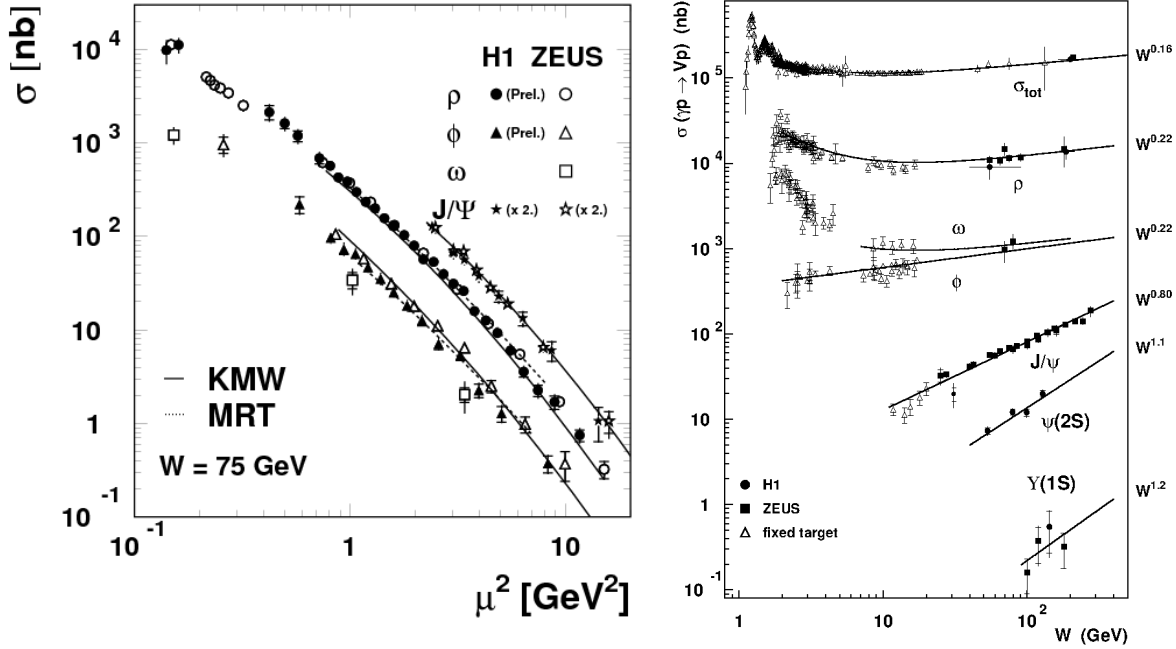 σ [nb]
10^4
10^3
10^2
10
1
10^-1
H1 ZEUS
ρ (Prel.)
ϕ (Prel.)
ω
J/Ψ (x 2.) (x 2.)
KMW
MRT
W = 75 GeV
10^-1 1 10
μ² [GeV²]
σ (γp → Vp) (nb)
10^5
10^4
10^3
10^2
10
1
10^-1
σ_tot
W^0.16
ρ
W^0.22
ω
ϕ
W^0.22
J/ψ
W^0.80
ψ(2S)
W^1.1
ϒ(1S)
W^1.2
H1
ZEUS
fixed target
1 10 10^2
W (GeV)